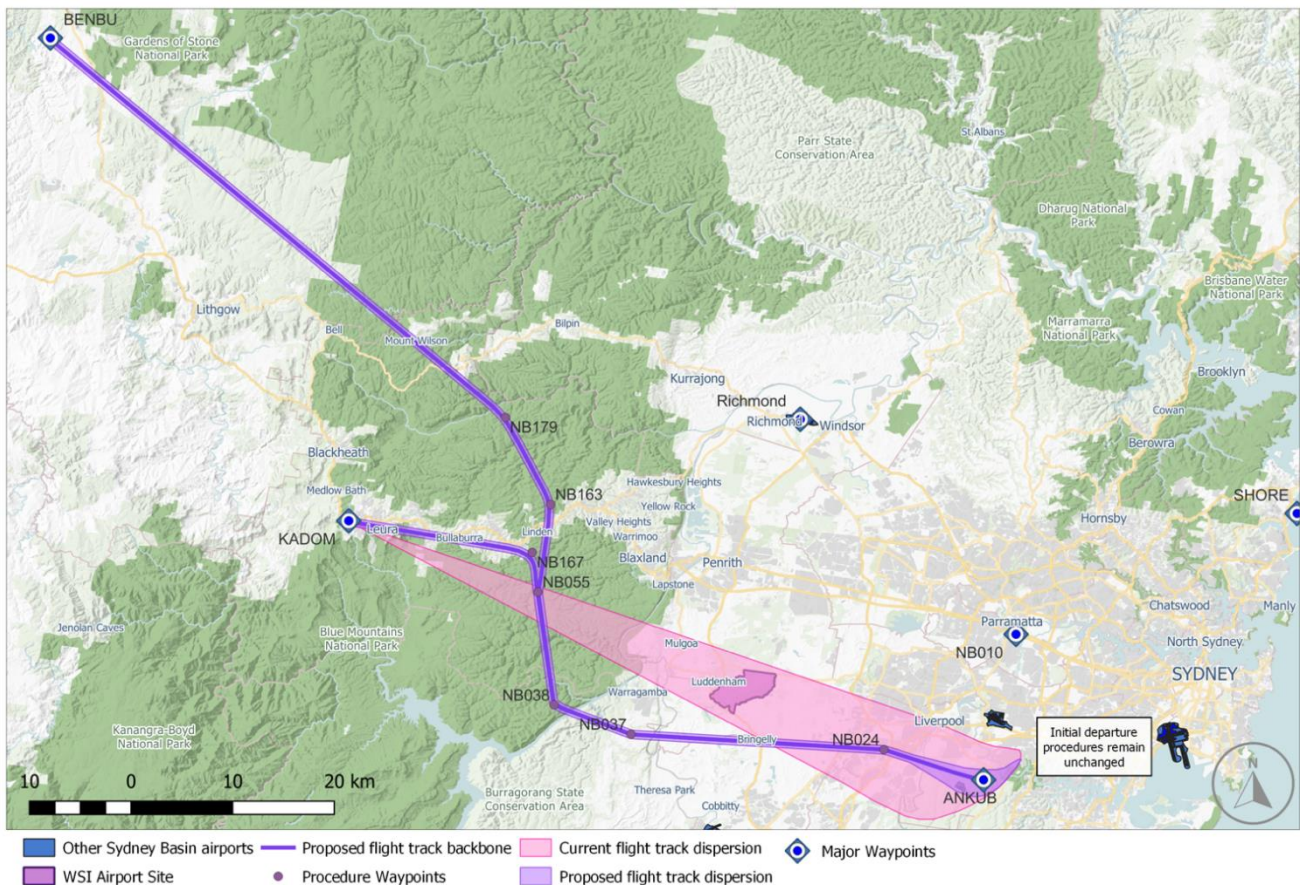 BENBU
Gardens of Stone
National Park
St Albans
Parr State
Conservation Area
Dharug National
Park
Brisbane Water
National Park
Lithgow
Bell
Mount Wilson
Bilpin
Marramarra
National Park
Brooklyn
Kurrajong
Richmond
Richmond
Windsor
Cowan
Berowra
NB179
Blackheath
Medlow Bath
Hawkesbury Heights
NB163
Yellow Rock
SHORE
Valley Heights
Hornsby
KADOM
Leura
Bullaburra
Linden
Warrimoo
NB167
Blaxland
Penrith
NB055
Lapstone
Chatswood
Manly
Jenolan Caves
Blue Mountains
National Park
Parramatta
Mulgoa
NB010
North Sydney
SYDNEY
Luddenham
Warragamba
NB038
NB037
Liverpool
Kanangra-Boyd
National Park
Bringelly
NB024
Initial departure
procedures remain
unchanged
N
10 0 10 20 km
Burragorang State
Conservation Area
Theresa Park
ANKUB
Cobbitty
Other Sydney Basin airports
Proposed flight track backbone
Current flight track dispersion
Major Waypoints
WSI Airport Site
Procedure Waypoints
Proposed flight track dispersion